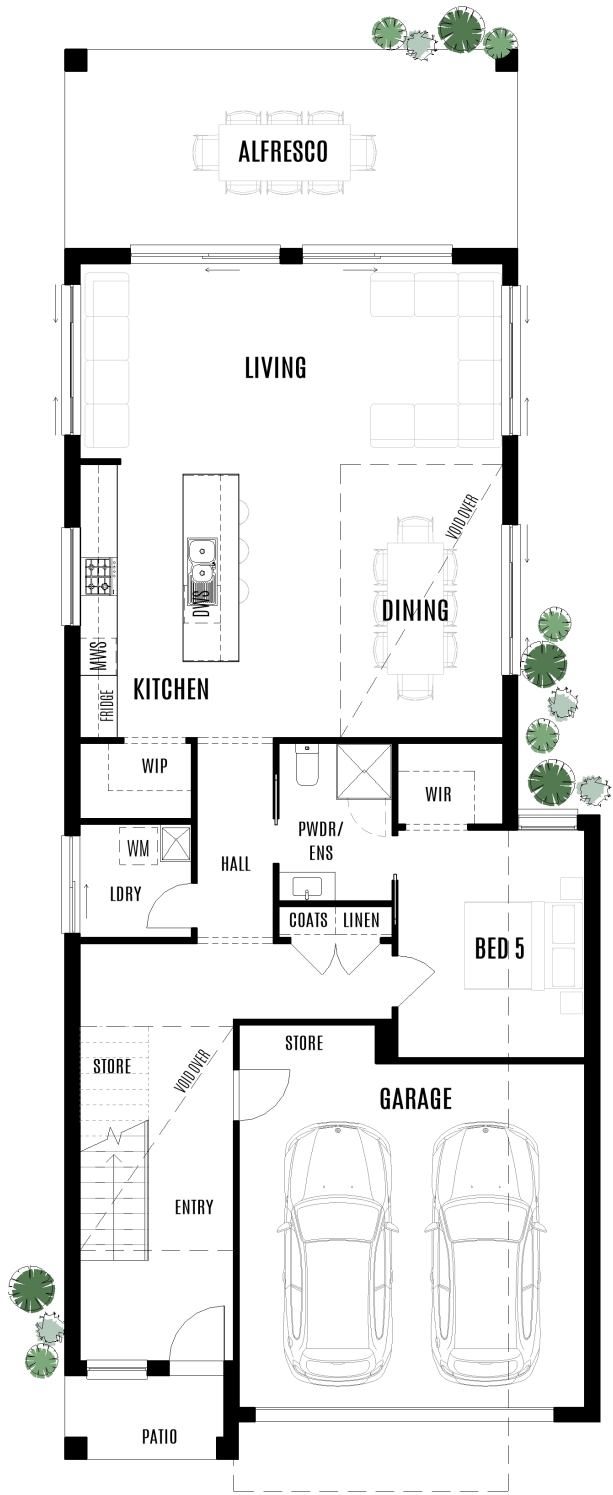 ALFRESCO
LIVING
VOID OVER
DINING
DWS
MWS
KITCHEN
FRIDGE
WIP
WIR
PWDR/
ENS
WM
HALL
LDRY
COATS LINEN
BED 5
STORE
VOID OVER
STORE
GARAGE
ENTRY
PATIO